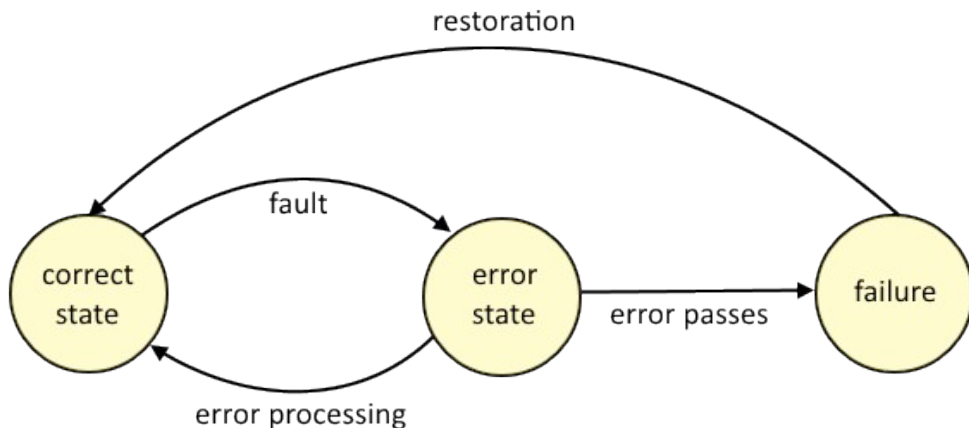 restoration
fault
correct
state
error
state
failure
error passes
error processing